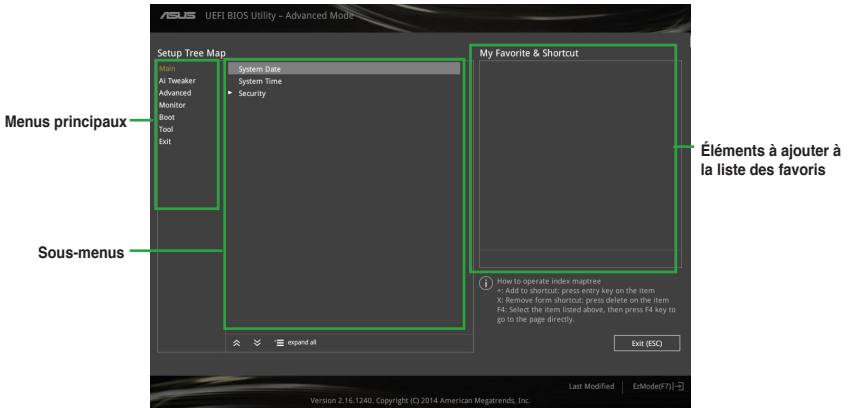 ASUS UEFI BIOS Utility – Advanced Mode
Setup Tree Map
My Favorite & Shortcut
Main
Ai Tweaker
Advanced
Monitor
Boot
Tool
Exit
System Date
System Time
Security
Menus principaux
Sous-menus
Éléments à ajouter à
la liste des favoris
How to operate index maptree
+: Add to shortcut: press entry key on the item
X: Remove form shortcut: press delete on the item
F4: Select the item listed above, then press F4 key to
go to the page directly.
expand all
Exit (ESC)
Last Modified
EzMode(F7)
Version 2.16.1240. Copyright (C) 2014 American Megatrends, Inc.